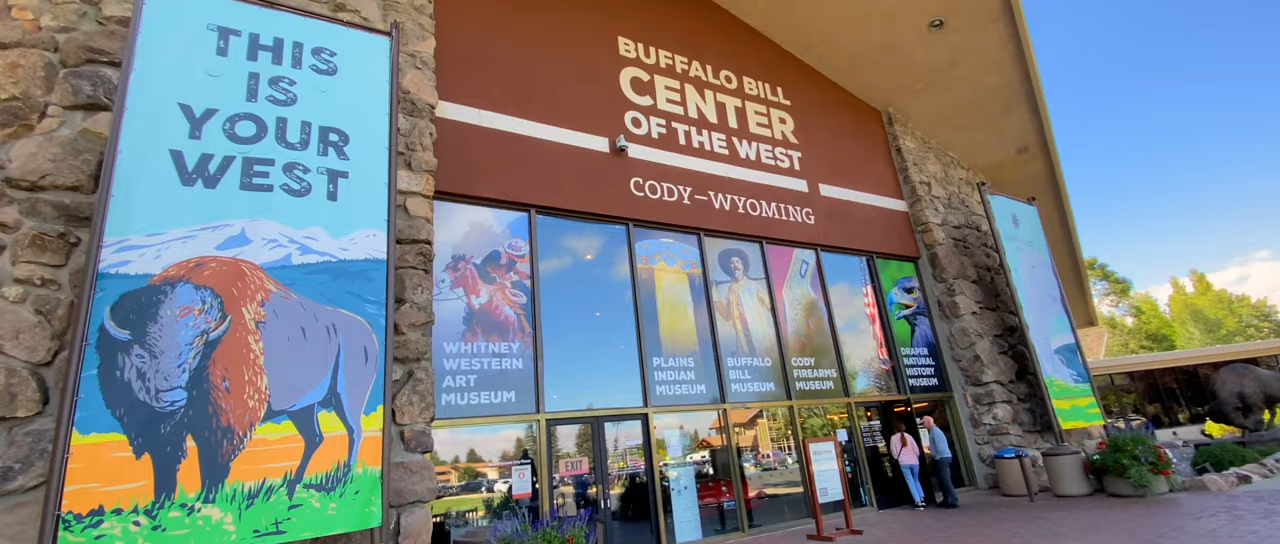 THIS
IS
YOUR
WEST
BUFFALO BILL
CENTER
OF THE WEST
CODY–WYOMING
WHITNEY
WESTERN
ART
MUSEUM
PLAINS
INDIAN
MUSEUM
BUFFALO
BILL
MUSEUM
CODY
FIREARMS
MUSEUM
DRAPER
NATURAL
HISTORY
MUSEUM
EXIT
Welcome